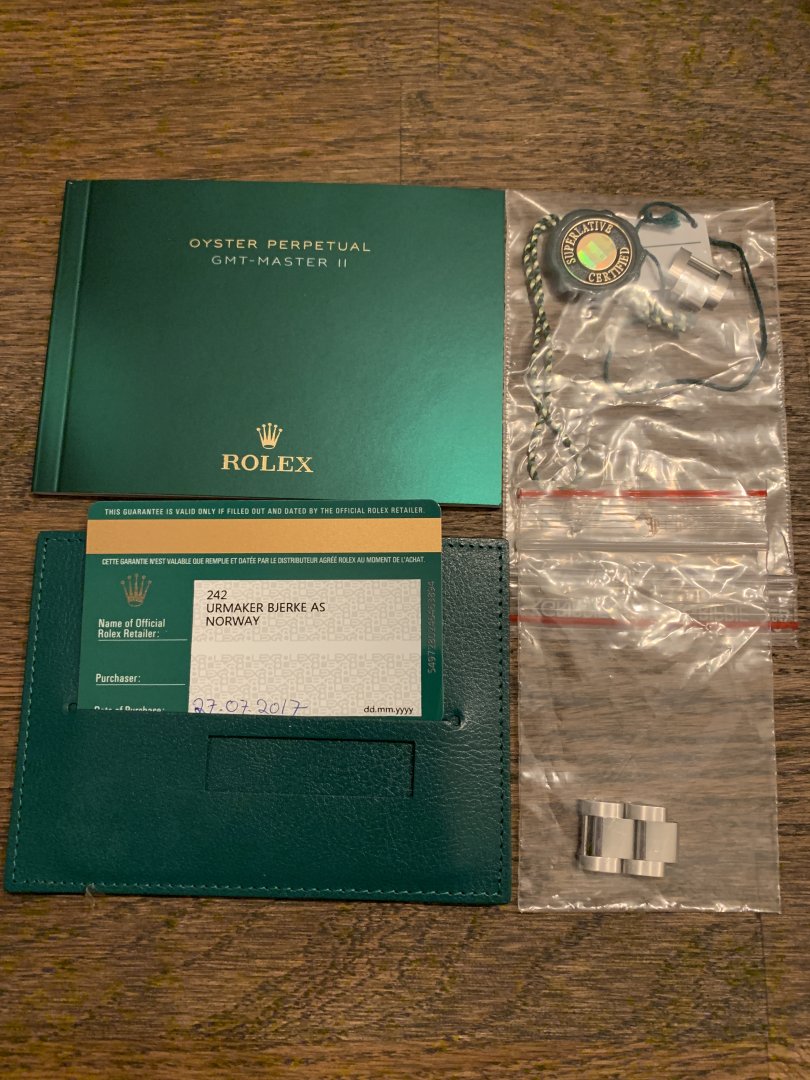 OYSTER PERPETUAL
GMT-MASTER II
ROLEX
SUPERLATIVE
CERTIFIED
THIS GUARANTEE IS VALID ONLY IF FILLED OUT AND DATED BY THE OFFICIAL ROLEX RETAILER.
CETTE GARANTIE N'EST VALABLE QUE REMPLIE ET DATÉE PAR LE DISTRIBUTEUR AGRÉÉ ROLEX AU MOMENT DE L'ACHAT.
Name of Official
Rolex Retailer:
242
URMAKER BJERKE AS
NORWAY
Purchaser:
Date of Purchase:
27.07.2017
dd.mm.yyyy